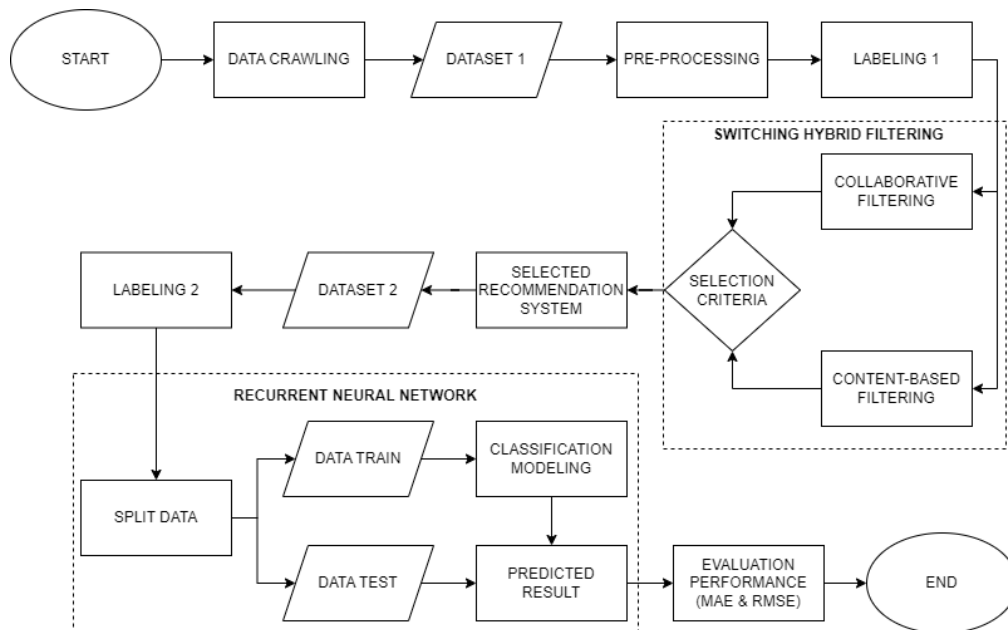 START
DATA CRAWLING
DATASET 1
PRE-PROCESSING
LABELING 1
SWITCHING HYBRID FILTERING
COLLABORATIVE
FILTERING
SELECTION
CRITERIA
CONTENT-BASED
FILTERING
SELECTED
RECOMMENDATION
SYSTEM
DATASET 2
LABELING 2
RECURRENT NEURAL NETWORK
SPLIT DATA
DATA TRAIN
CLASSIFICATION
MODELING
DATA TEST
PREDICTED
RESULT
EVALUATION
PERFORMANCE
(MAE & RMSE)
END